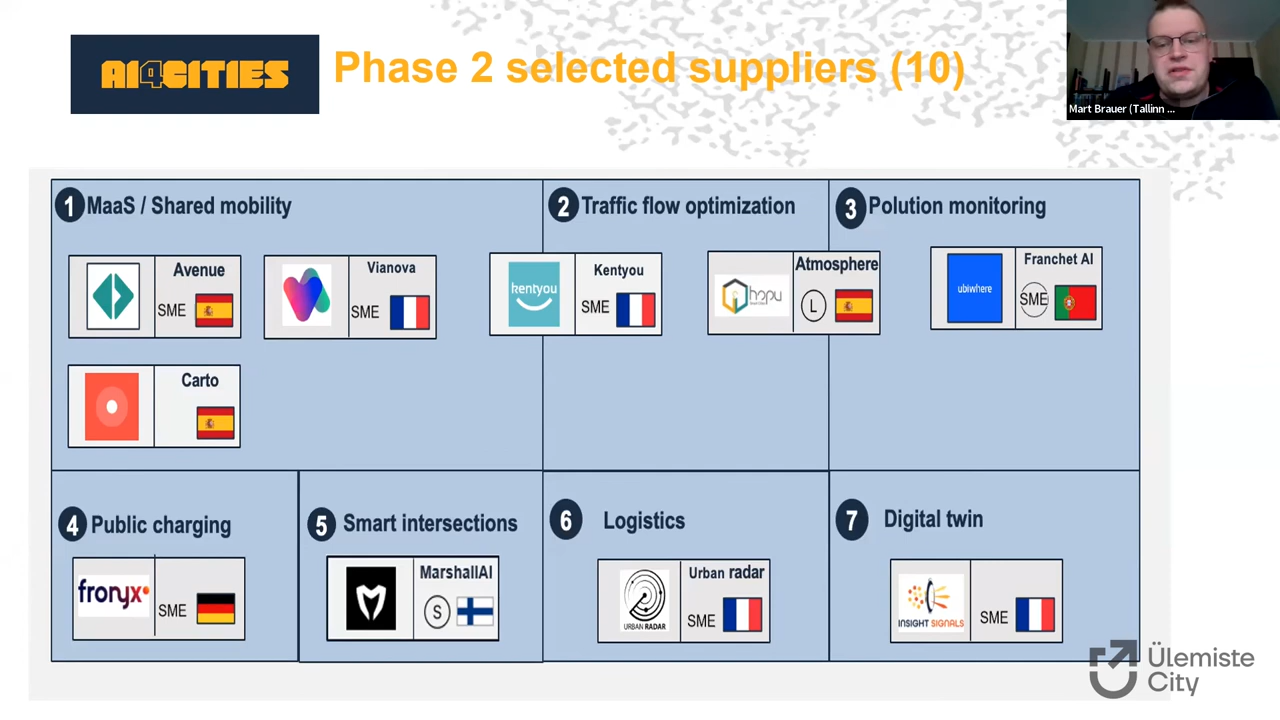 AI4CITIES
Phase 2 selected suppliers (10)
Mart Brauer (Tallinn ...
1 MaaS / Shared mobility
2 Traffic flow optimization
3 Polution monitoring
Avenue
SME
Vianova
SME
kentyou
Kentyou
SME
hopu
Atmosphere
L
ubiwhere
Franchet AI
SME
Carto
4 Public charging
5 Smart intersections
6 Logistics
7 Digital twin
fronyx
SME
MarshallAI
S
URBAN RADAR
Urban radar
SME
INSIGHT SIGNALS
SME
Ülemiste
City